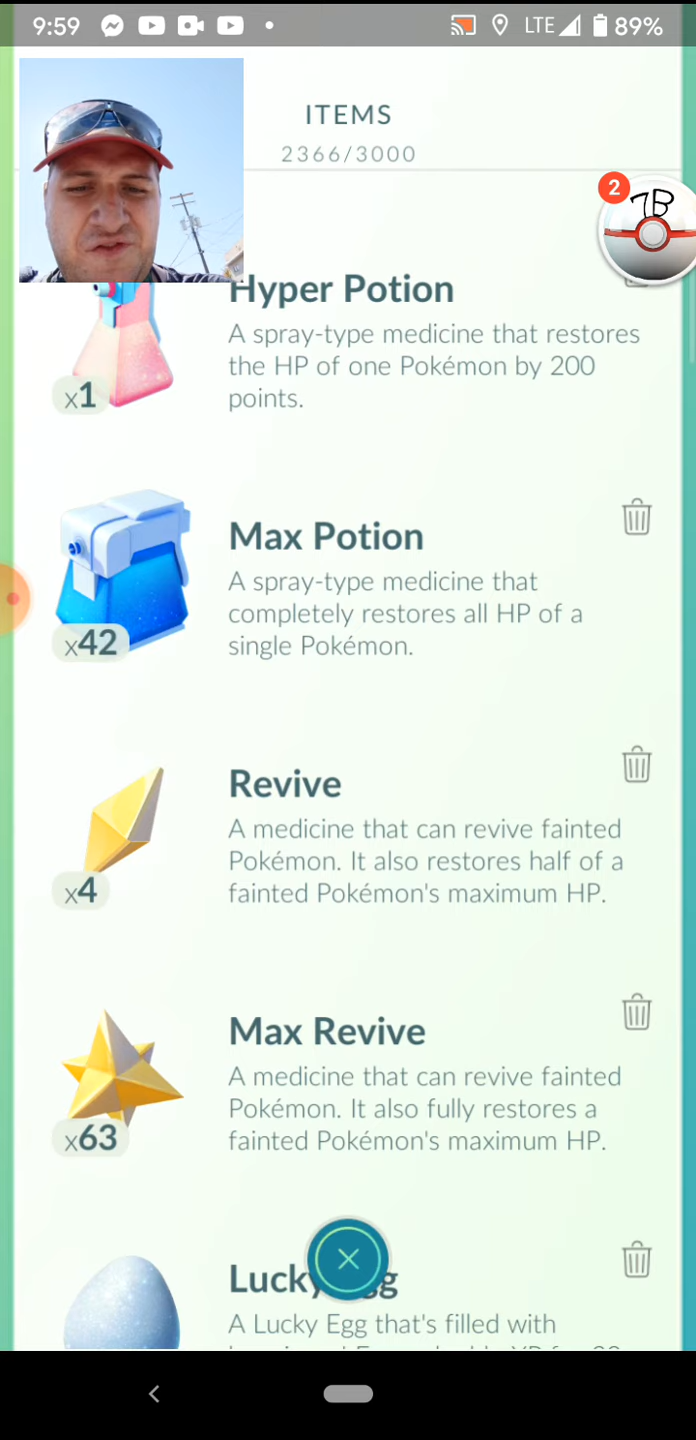 9:59
LTE
89%
ITEMS
2366/3000
2
7B
Hyper Potion
A spray-type medicine that restores
the HP of one Pokémon by 200
points.
x1
Max Potion
A spray-type medicine that
completely restores all HP of a
single Pokémon.
x42
Revive
A medicine that can revive fainted
Pokémon. It also restores half of a
fainted Pokémon's maximum HP.
x4
Max Revive
A medicine that can revive fainted
Pokémon. It also fully restores a
fainted Pokémon's maximum HP.
x63
A Lucky Egg that's filled with